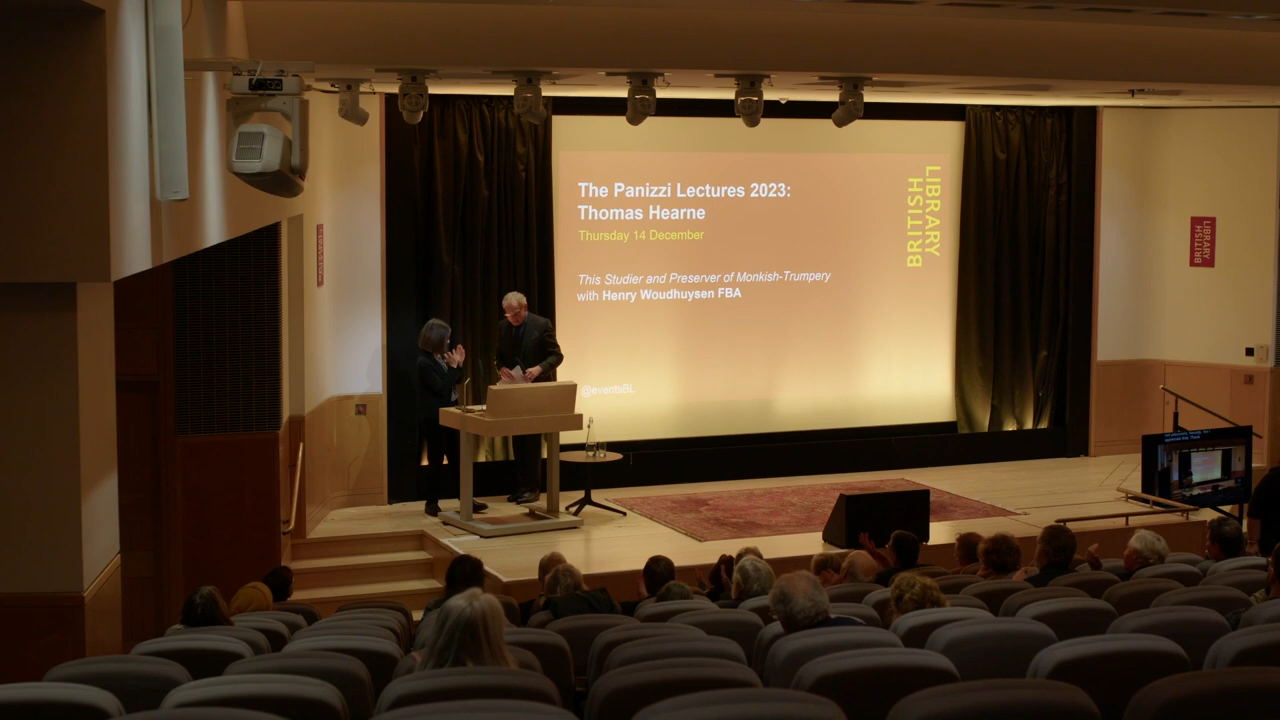 The Panizzi Lectures 2023:
Thomas Hearne
Thursday 14 December
This Studier and Preserver of Monkish-Trumpery
with Henry Woudhuysen FBA
@eventsBL
BRITISH
LIBRARY
BRITISH
LIBRARY